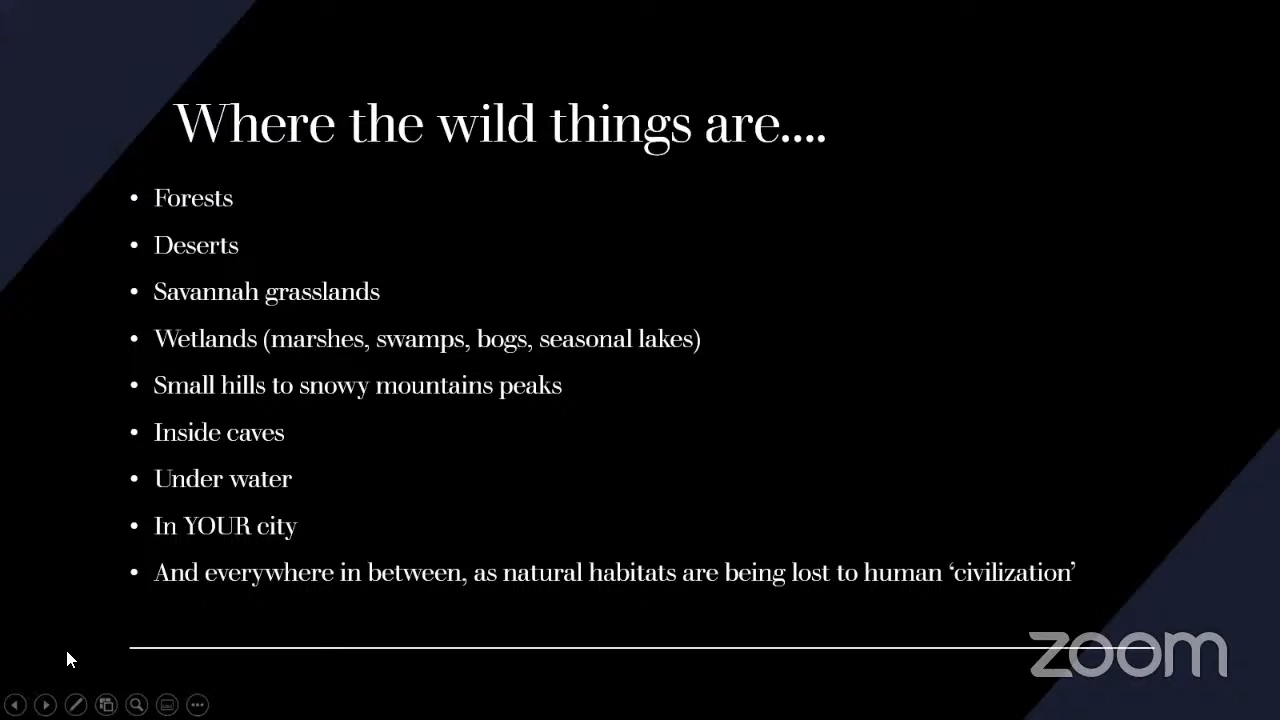 Where the wild things are....
• Forests
• Deserts
• Savannah grasslands
• Wetlands (marshes, swamps, bogs, seasonal lakes)
• Small hills to snowy mountains peaks
• Inside caves
• Under water
• In YOUR city
• And everywhere in between, as natural habitats are being lost to human ‘civilization’
zoom